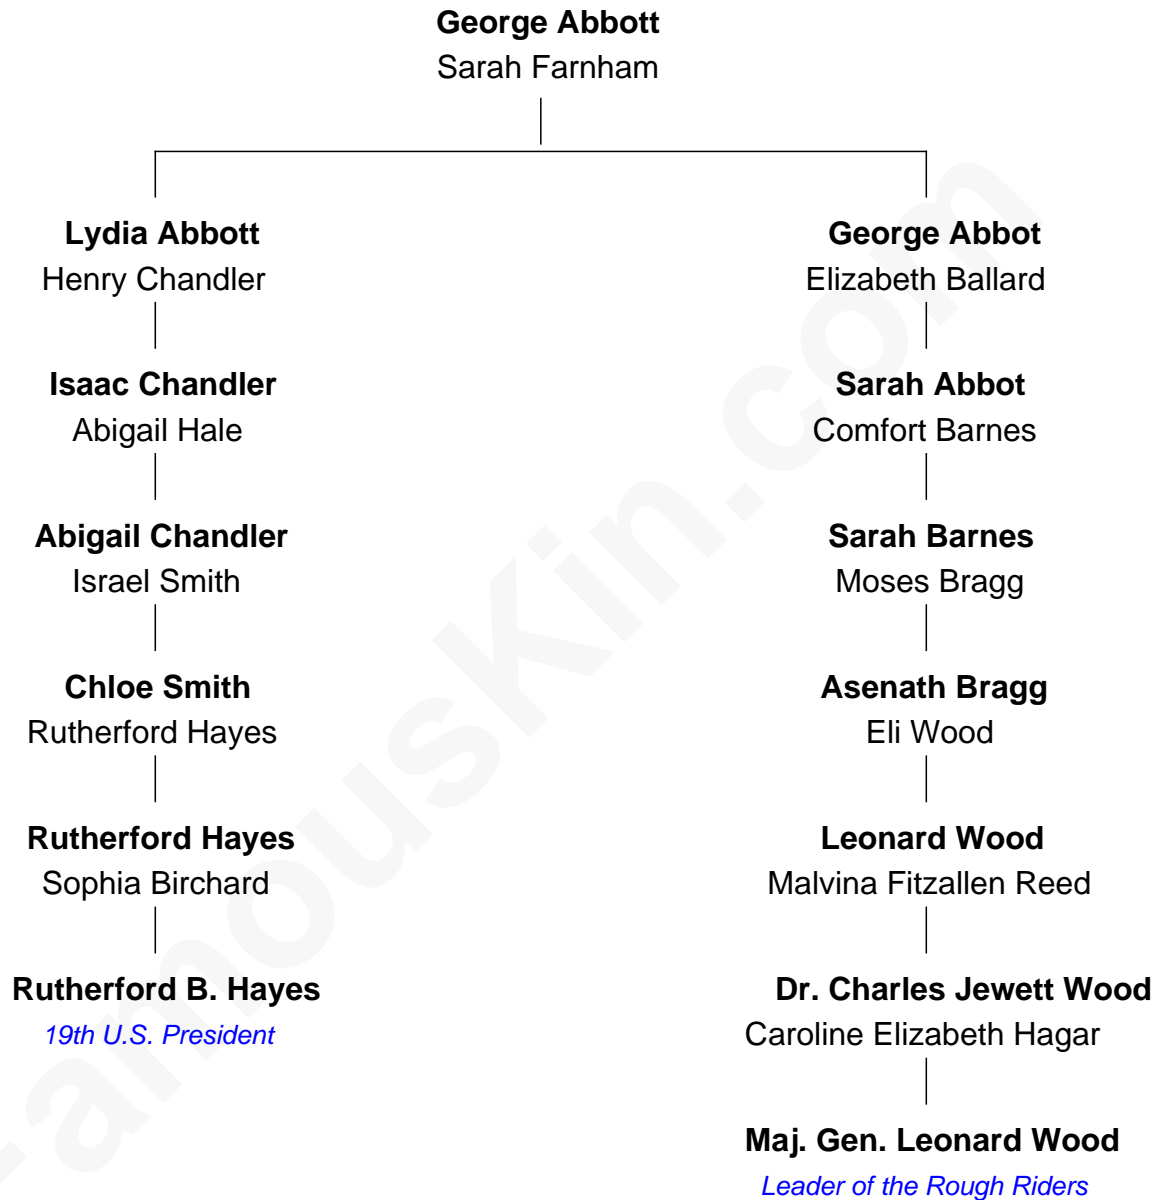 George Abbott
Sarah Farnham
Lydia Abbott
Henry Chandler
George Abbot
Elizabeth Ballard
Isaac Chandler
Abigail Hale
Sarah Abbot
Comfort Barnes
Abigail Chandler
Israel Smith
Sarah Barnes
Moses Bragg
Chloe Smith
Rutherford Hayes
Asenath Bragg
Eli Wood
Rutherford Hayes
Sophia Birchard
Leonard Wood
Malvina Fitzallen Reed
Rutherford B. Hayes
19th U.S. President
Dr. Charles Jewett Wood
Caroline Elizabeth Hagar
Maj. Gen. Leonard Wood
Leader of the Rough Riders
FamousKin.com